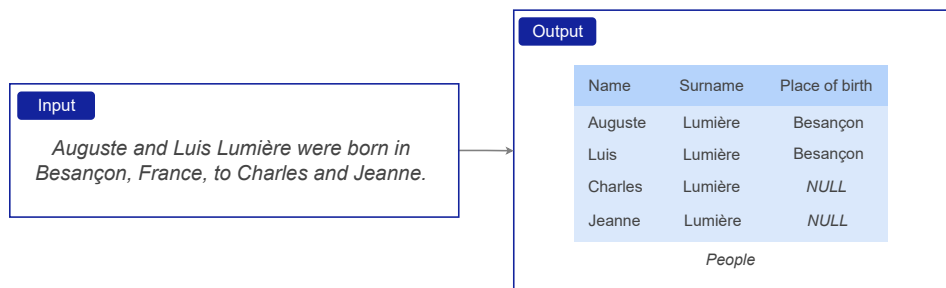 Input
Auguste and Luis Lumière were born in
Besançon, France, to Charles and Jeanne.
Output
Name Surname Place of birth
Auguste Lumière Besançon
Luis Lumière Besançon
Charles Lumière NULL
Jeanne Lumière NULL
People